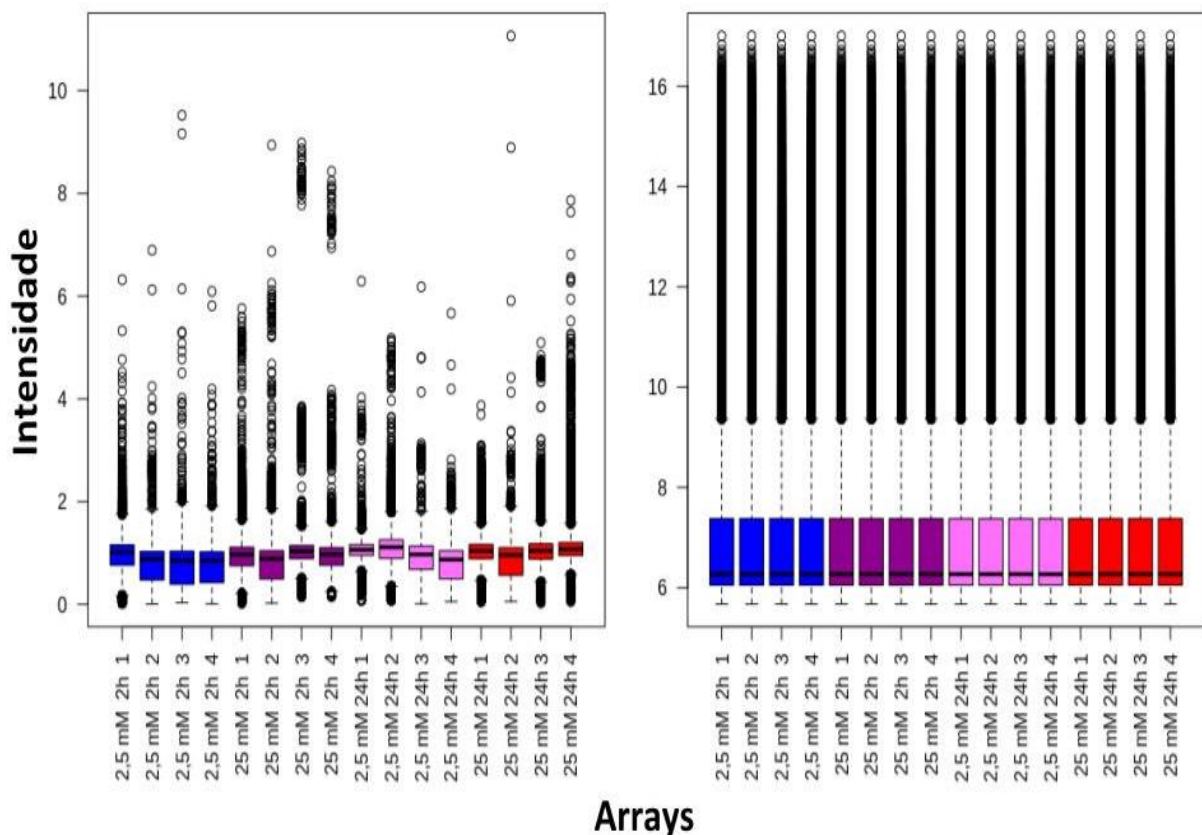 Intensidade
10
8
6
4
2
0
2,5 mM 2h 1
2,5 mM 2h 2
2,5 mM 2h 3
2,5 mM 2h 4
25 mM 2h 1
25 mM 2h 2
25 mM 2h 3
25 mM 2h 4
2,5 mM 24h 1
2,5 mM 24h 2
2,5 mM 24h 3
2,5 mM 24h 4
25 mM 24h 1
25 mM 24h 2
25 mM 24h 3
25 mM 24h 4
16
14
12
10
8
6
2,5 mM 2h 1
2,5 mM 2h 2
2,5 mM 2h 3
2,5 mM 2h 4
25 mM 2h 1
25 mM 2h 2
25 mM 2h 3
25 mM 2h 4
2,5 mM 24h 1
2,5 mM 24h 2
2,5 mM 24h 3
2,5 mM 24h 4
25 mM 24h 1
25 mM 24h 2
25 mM 24h 3
25 mM 24h 4
Arrays